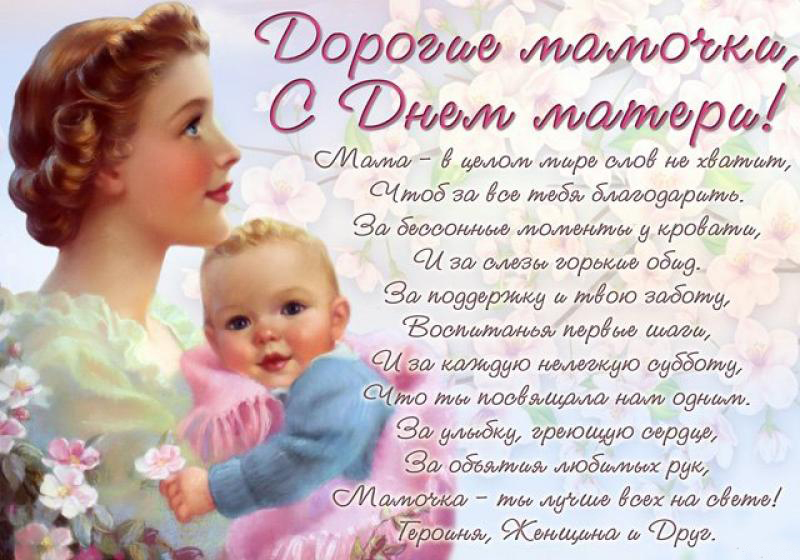 Дорогие мамочки,
С Днем матери!
Мама - в целом мире слов не хватит,
Чтоб за все тебя благодарить.
За бессонные моменты у кровати,
И за слезы горькие обид.
За поддержку и твою заботу,
Воспитанья первые шаги,
И за каждую нелегкую субботу,
Что ты посвящала нам одним.
За улыбку, греющую сердце,
За объятия любимых рук,
Мамочка - ты лучше всех на свете!
Героиня, Женщина и Друг.